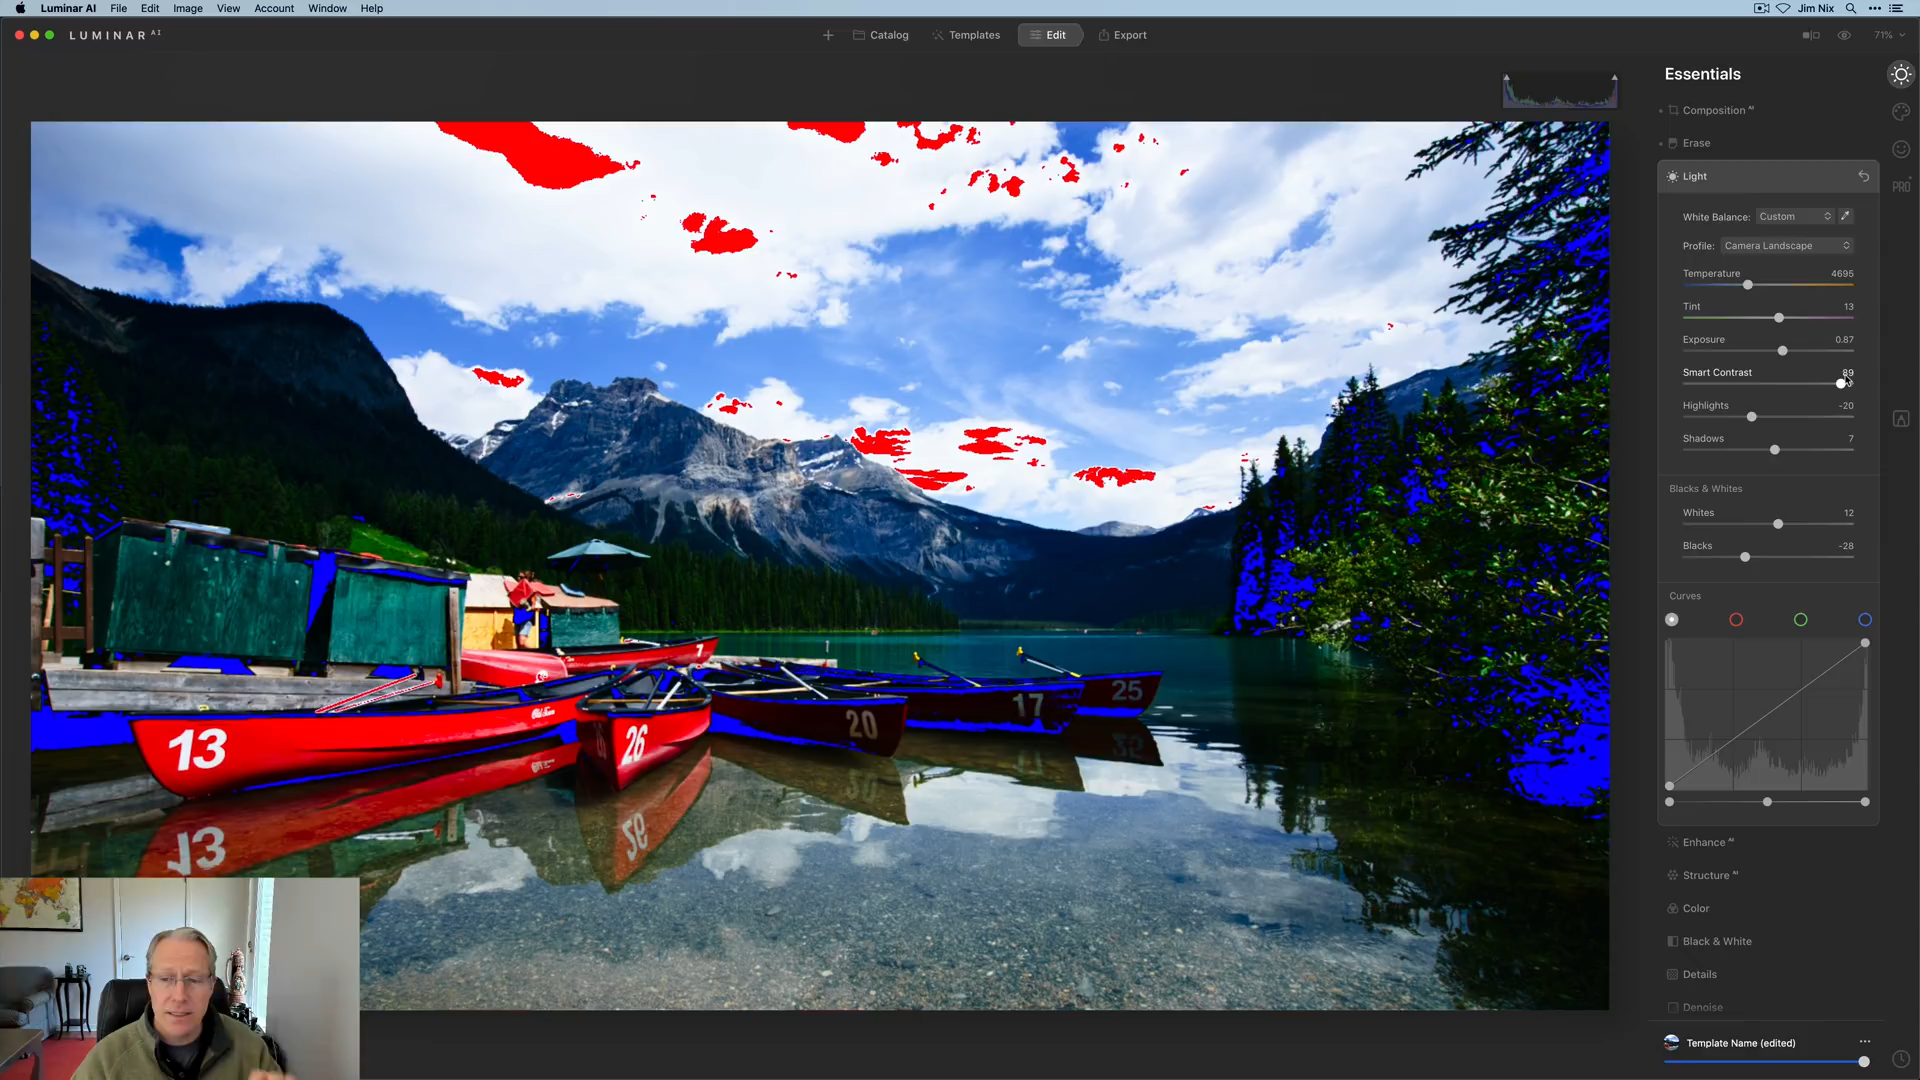 Luminar AI File Edit Image View Account Window Help Jim Nix
LUMINAR AI Catalog Templates Edit Export 71%
Essentials
Composition AI
Erase
Light
White Balance: Custom
Profile: Camera Landscape
Temperature 4695
Tint 13
Exposure 0.87
Smart Contrast 89
Highlights -20
Shadows 7
Blacks & Whites
Whites 12
Blacks -28
Curves
Enhance AI
Structure AI
Color
Black & White
Details
Denoise
Template Name (edited)
PRO
7
25
17
20
26
13
Old Town